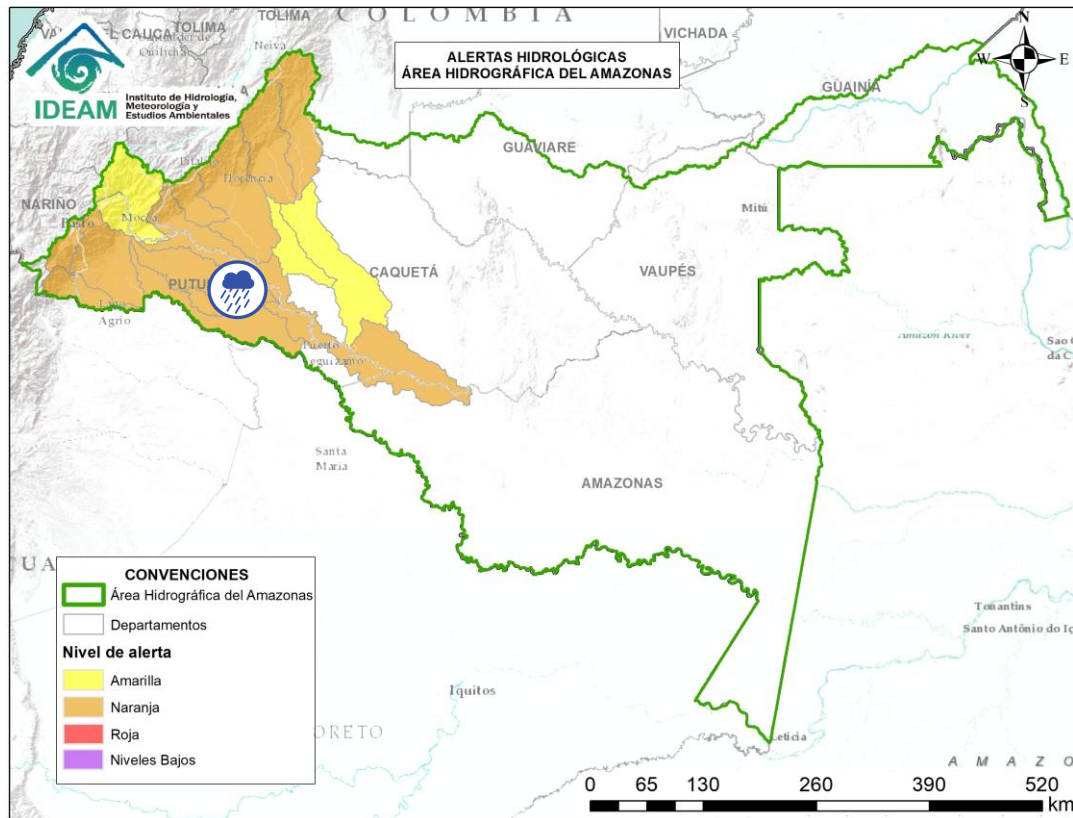 COLOMBIA
TOLIMA
TOLIMA
VICHADA
Neiva
IDEAM
Instituto de Hidrología,
Meteorología y
Estudios Ambientales
ALERTAS HIDROLÓGICAS
ÁREA HIDROGRÁFICA DEL AMAZONAS
N
W
E
S
GUAINÍA
GUAVIARE
Florencia
NARIÑO
Pasto
Mocoa
Mitú
CAQUETÁ
VAUPÉS
PUTU
Lago
Agrio
Puerto
Leguízamo
Amazon River
Sao G
da C
Santa
Maria
AMAZONAS
CONVENCIONES
Área Hidrográfica del Amazonas
Departamentos
Nivel de alerta
Amarilla
Naranja
Roja
Niveles Bajos
Tonantins
Santo Antônio do Iç
Iquitos
ORETO
Leticia
AMAZO
0 65 130 260 390 520
km